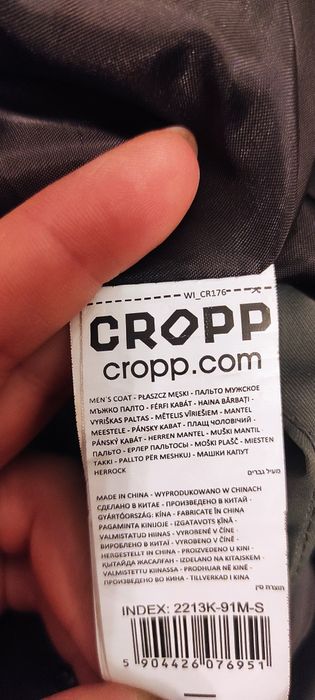 WI_CR176
CROPP
cropp.com
MEN'S COAT - PŁASZCZ MĘSKI - ПАЛЬТО МУЖСКОЕ
МЪЖКО ПАЛТО - FÉRFI KABÁT - HAINA BĂRBAȚI -
VYRIŠKAS PALTAS - MĒTELIS VĪRIEŠIEM - MANTEL
MEESTELE - PÁNSKY KABAT - ПЛАЩ ЧОЛОВІЧИЙ -
PÁNSKÝ KABÁT - HERREN MANTEL - MUŠKI MANTIL
ПАЛТО - ЕРЛЕР ПАЛЬТОСЫ - MOŠKI PLAŠČ - MIESTEN
TAKKI - PALLTO PËR MESHKUJ - МАШКИ КАПУТ
HERROCK
מעיל גברים
MADE IN CHINA - WYPRODUKOWANO W CHINACH
СДЕЛАНО В КИТАЕ - ПРОИЗВЕДЕНО В КИТАЙ -
GYÁRTÓORSZÁG: KÍNA - FABRICATE ÎN CHINA
PAGAMINTA KINIJOJE - IZGATAVOTS ĶĪNĀ -
VALMISTATUD HIINAS - VYROBENÉ V ČÍNE -
ВИРОБЛЕНО В КИТАЇ - VYROBENO V ČÍNĚ -
HERGESTELLT IN CHINA - PROIZVEDENO U KINI -
ҚЫТАЙДА ЖАСАЛҒАН - IZDELANO NA KITAJSKEM -
VALMISTETTU KIINASSA - PRODHUAR NË KINË -
ПРОИЗВЕДЕНО ВО КИНА - TILLVERKAD I KINA
תוצרת סין
INDEX: 2213K-91M-S
5 904426 076951